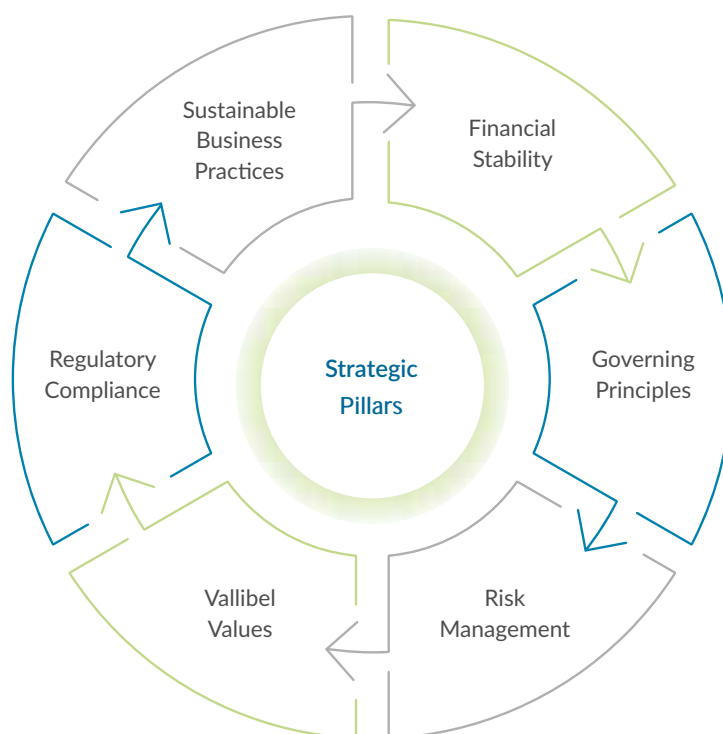 Sustainable
Business
Practices
Financial
Stability
Regulatory
Compliance
Strategic
Pillars
Governing
Principles
Vallibel
Values
Risk
Management